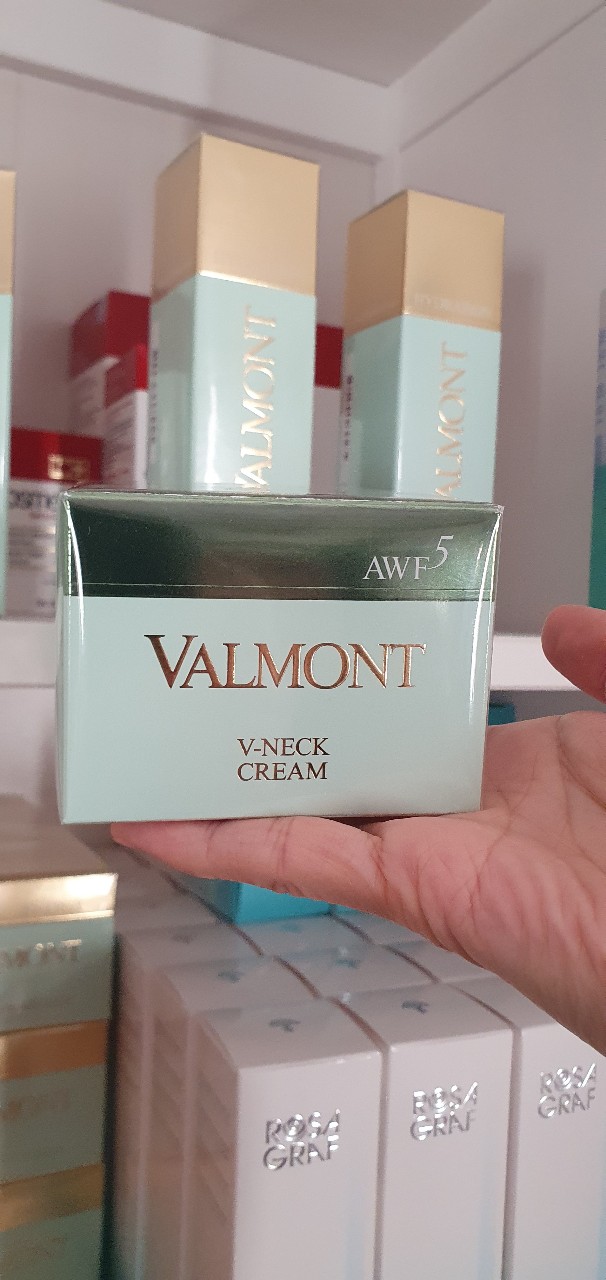 VALMONT
VALMONT
AWF5
VALMONT
V-NECK
CREAM
ROSA
GRAF
ROSA
GRAF
ROSA
GRAF